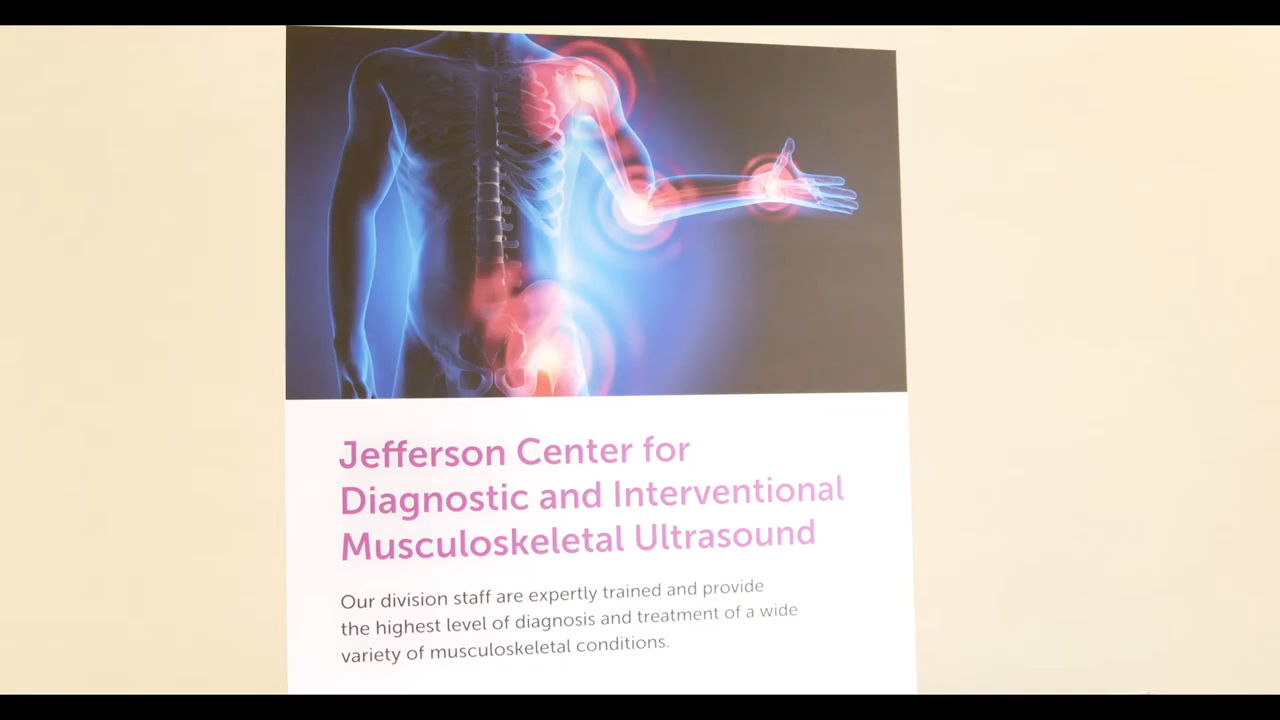 Jefferson Center for
Diagnostic and Interventional
Musculoskeletal Ultrasound
Our division staff are expertly trained and provide
the highest level of diagnosis and treatment of a wide
variety of musculoskeletal conditions.